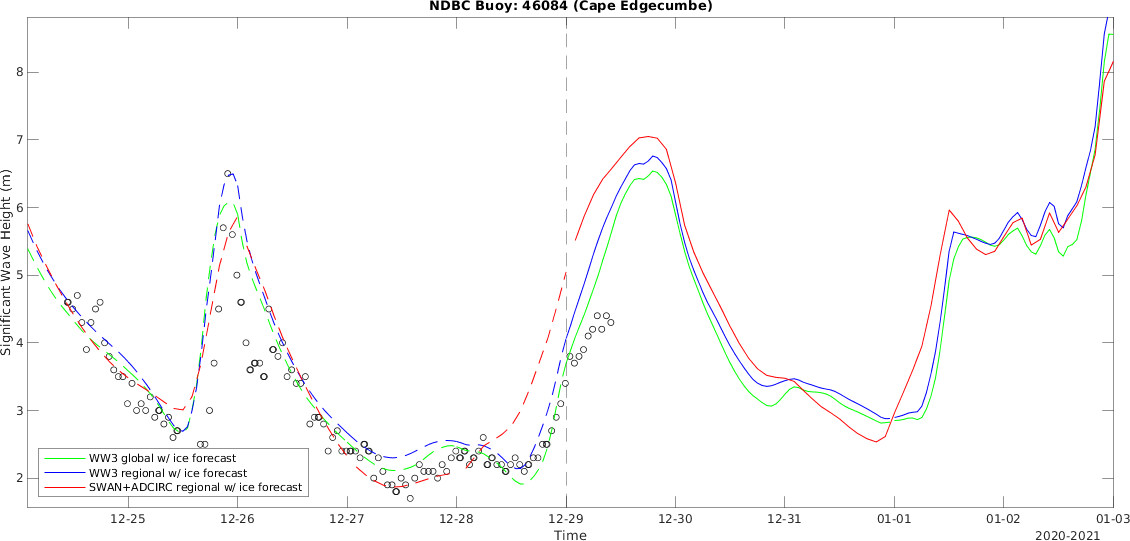 NDBC Buoy: 46084 (Cape Edgecumbe)
Significant Wave Height (m)
8
7
6
5
4
3
2
WW3 global w/ ice forecast
WW3 regional w/ ice forecast
SWAN+ADCIRC regional w/ ice forecast
12-25 12-26 12-27 12-28 12-29 12-30 12-31 01-01 01-02 01-03
Time
2020-2021